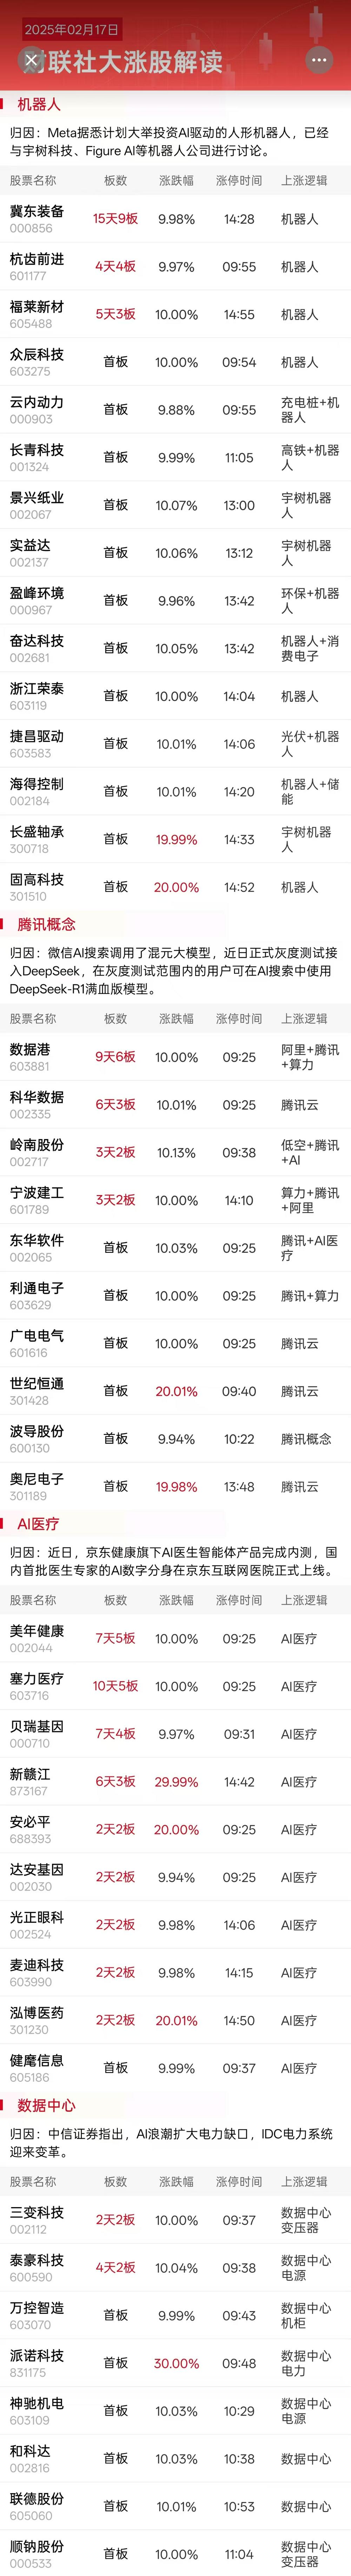 2025年02月17日
财联社大涨股解读
机器人
归因：Meta据悉计划大举投资AI驱动的人形机器人，已经
与宇树科技、Figure AI等机器人公司进行讨论。
股票名称 板数 涨跌幅 涨停时间 上涨逻辑
冀东装备 15天9板 9.98% 14:28 机器人
000856
杭齿前进 4天4板 9.97% 09:55 机器人
601177
福莱新材 5天3板 10.00% 14:55 机器人
605488
众辰科技 首板 10.00% 09:54 机器人
603275
云内动力 首板 9.88% 09:55 充电桩+机
000903 器人
长青科技 首板 9.99% 11:05 高铁+机器
001324 人
景兴纸业 首板 10.07% 13:00 宇树机器
002067 人
实益达 首板 10.06% 13:12 宇树机器
002137 人
盈峰环境 首板 9.96% 13:42 环保+机器
000967 人
奋达科技 首板 10.05% 13:42 机器人+消
002681 费电子
浙江荣泰 首板 10.00% 14:04 机器人
603119
捷昌驱动 首板 10.01% 14:06 光伏+机器
603583 人
海得控制 首板 10.01% 14:20 机器人+储
002184 能
长盛轴承 首板 19.99% 14:33 宇树机器
300718 人
固高科技 首板 20.00% 14:52 机器人
301510
腾讯概念
归因：微信AI搜索调用了混元大模型，近日正式灰度测试接
入DeepSeek，在灰度测试范围内的用户可在AI搜索中使用
DeepSeek-R1满血版模型。
股票名称 板数 涨跌幅 涨停时间 上涨逻辑
数据港 9天6板 10.00% 09:25 阿里+腾讯
603881 +算力
科华数据 6天3板 10.01% 09:25 腾讯云
002335
岭南股份 3天2板 10.13% 09:38 低空+腾讯
002717 +AI
宁波建工 3天2板 10.00% 14:10 算力+腾讯
601789 +阿里
东华软件 首板 10.03% 09:25 腾讯+AI医
002065 疗
利通电子 首板 10.00% 09:25 腾讯+算力
603629
广电电气 首板 10.00% 09:25 腾讯云
601616
世纪恒通 首板 20.01% 09:40 腾讯云
301428
波导股份 首板 9.94% 10:22 腾讯概念
600130
奥尼电子 首板 19.98% 13:48 腾讯云
301189
AI医疗
归因：近日，京东健康旗下AI医生智能体产品完成内测，国
内首批医生专家的AI数字分身在京东互联网医院正式上线。
股票名称 板数 涨跌幅 涨停时间 上涨逻辑
美年健康 7天5板 10.00% 09:25 AI医疗
002044
塞力医疗 10天5板 10.00% 09:25 AI医疗
603716
贝瑞基因 7天4板 9.97% 09:31 AI医疗
000710
新赣江 6天3板 29.99% 14:42 AI医疗
873167
安必平 2天2板 20.00% 09:25 AI医疗
688393
达安基因 2天2板 9.94% 09:25 AI医疗
002030
光正眼科 2天2板 9.98% 14:06 AI医疗
002524
麦迪科技 2天2板 9.98% 14:15 AI医疗
603990
泓博医药 2天2板 20.01% 14:50 AI医疗
301230
健麾信息 首板 9.99% 09:37 AI医疗
605186
数据中心
归因：中信证券指出，AI浪潮扩大电力缺口，IDC电力系统
迎来变革。
股票名称 板数 涨跌幅 涨停时间 上涨逻辑
三变科技 2天2板 10.00% 09:37 数据中心
002112 变压器
泰豪科技 4天2板 10.04% 09:38 数据中心
600590 电源
万控智造 首板 9.99% 09:43 数据中心
603070 机柜
派诺科技 首板 30.00% 09:48 数据中心
831175 电力
神驰机电 首板 10.03% 10:29 数据中心
603109 电源
和科达 首板 10.03% 10:38 数据中心
002816
联德股份 首板 10.01% 10:53 数据中心
605060
顺钠股份 首板 10.00% 11:04 数据中心
000533 变压器